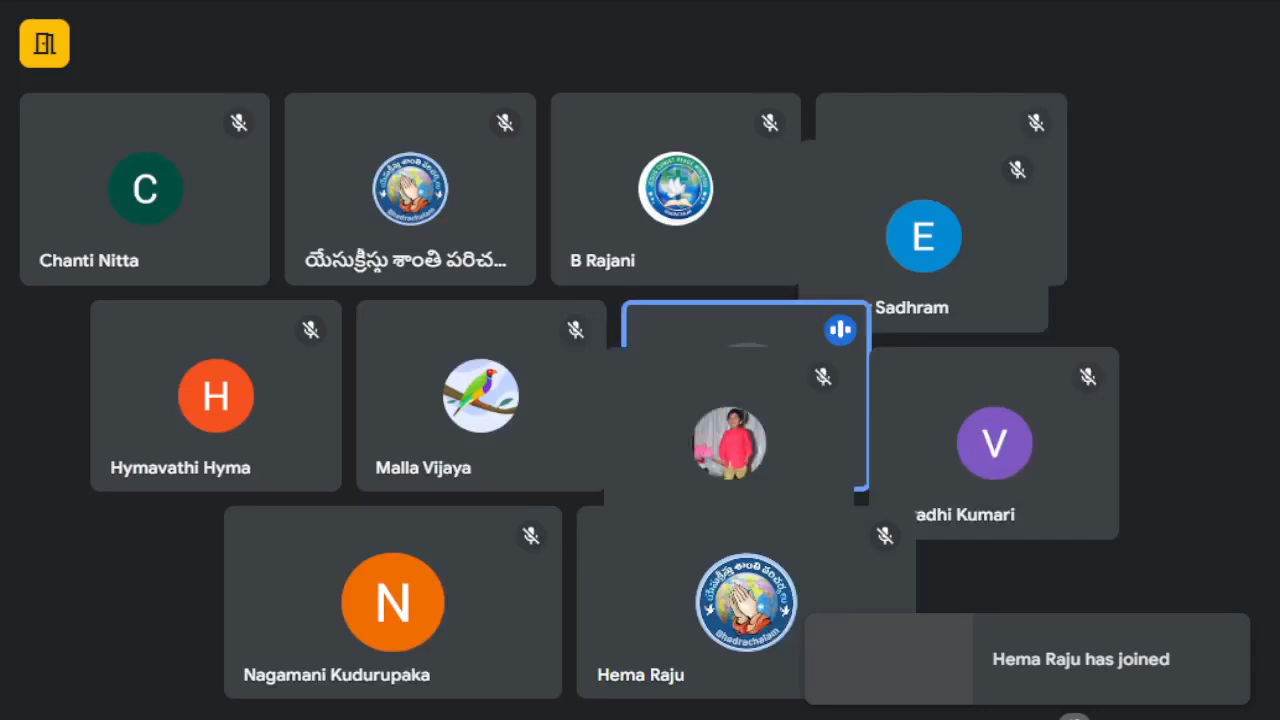 C
Chanti Nitta
యేసుక్రీస్తు శాంతి పరిచ...
B Rajani
E
Sadhram
H
Hymavathi Hyma
Malla Vijaya
V
adhi Kumari
N
Nagamani Kudurupaka
Bhadrachalam
Hema Raju
Hema Raju has joined